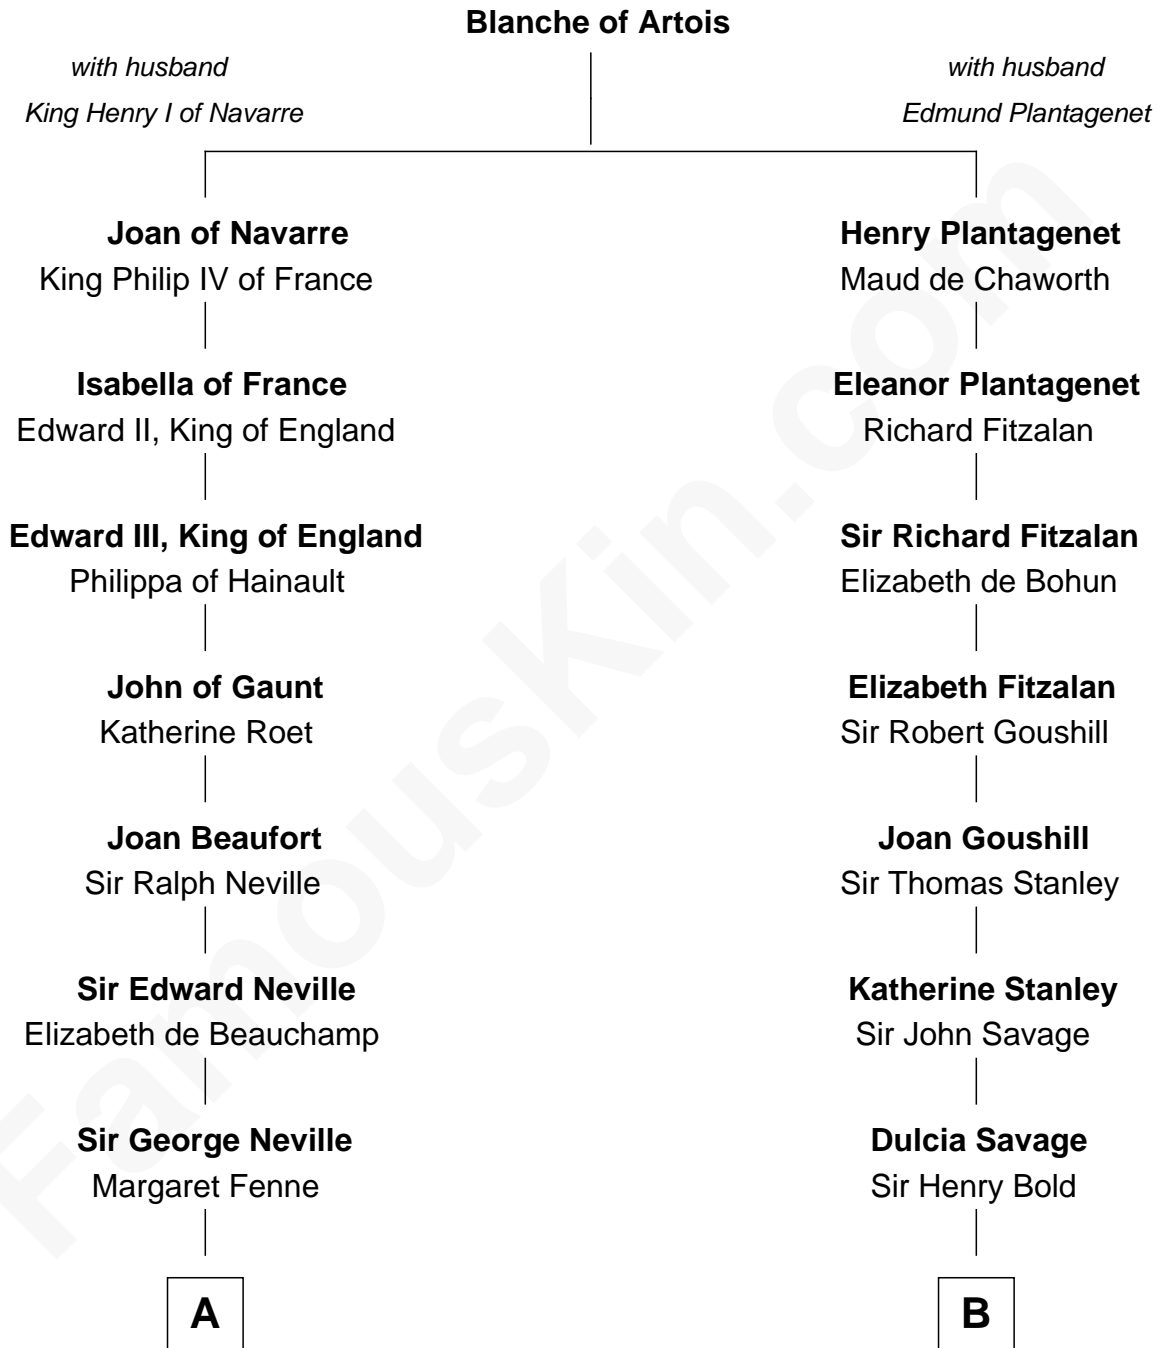 Blanche of Artois
with husband
King Henry I of Navarre
with husband
Edmund Plantagenet
Joan of Navarre
King Philip IV of France
Henry Plantagenet
Maud de Chaworth
Isabella of France
Edward II, King of England
Eleanor Plantagenet
Richard Fitzalan
Edward III, King of England
Philippa of Hainault
Sir Richard Fitzalan
Elizabeth de Bohun
John of Gaunt
Katherine Roet
Elizabeth Fitzalan
Sir Robert Goushill
Joan Beaufort
Sir Ralph Neville
Joan Goushill
Sir Thomas Stanley
Sir Edward Neville
Elizabeth de Beauchamp
Katherine Stanley
Sir John Savage
Sir George Neville
Margaret Fenne
Dulcia Savage
Sir Henry Bold
A
B
FamousKin.com